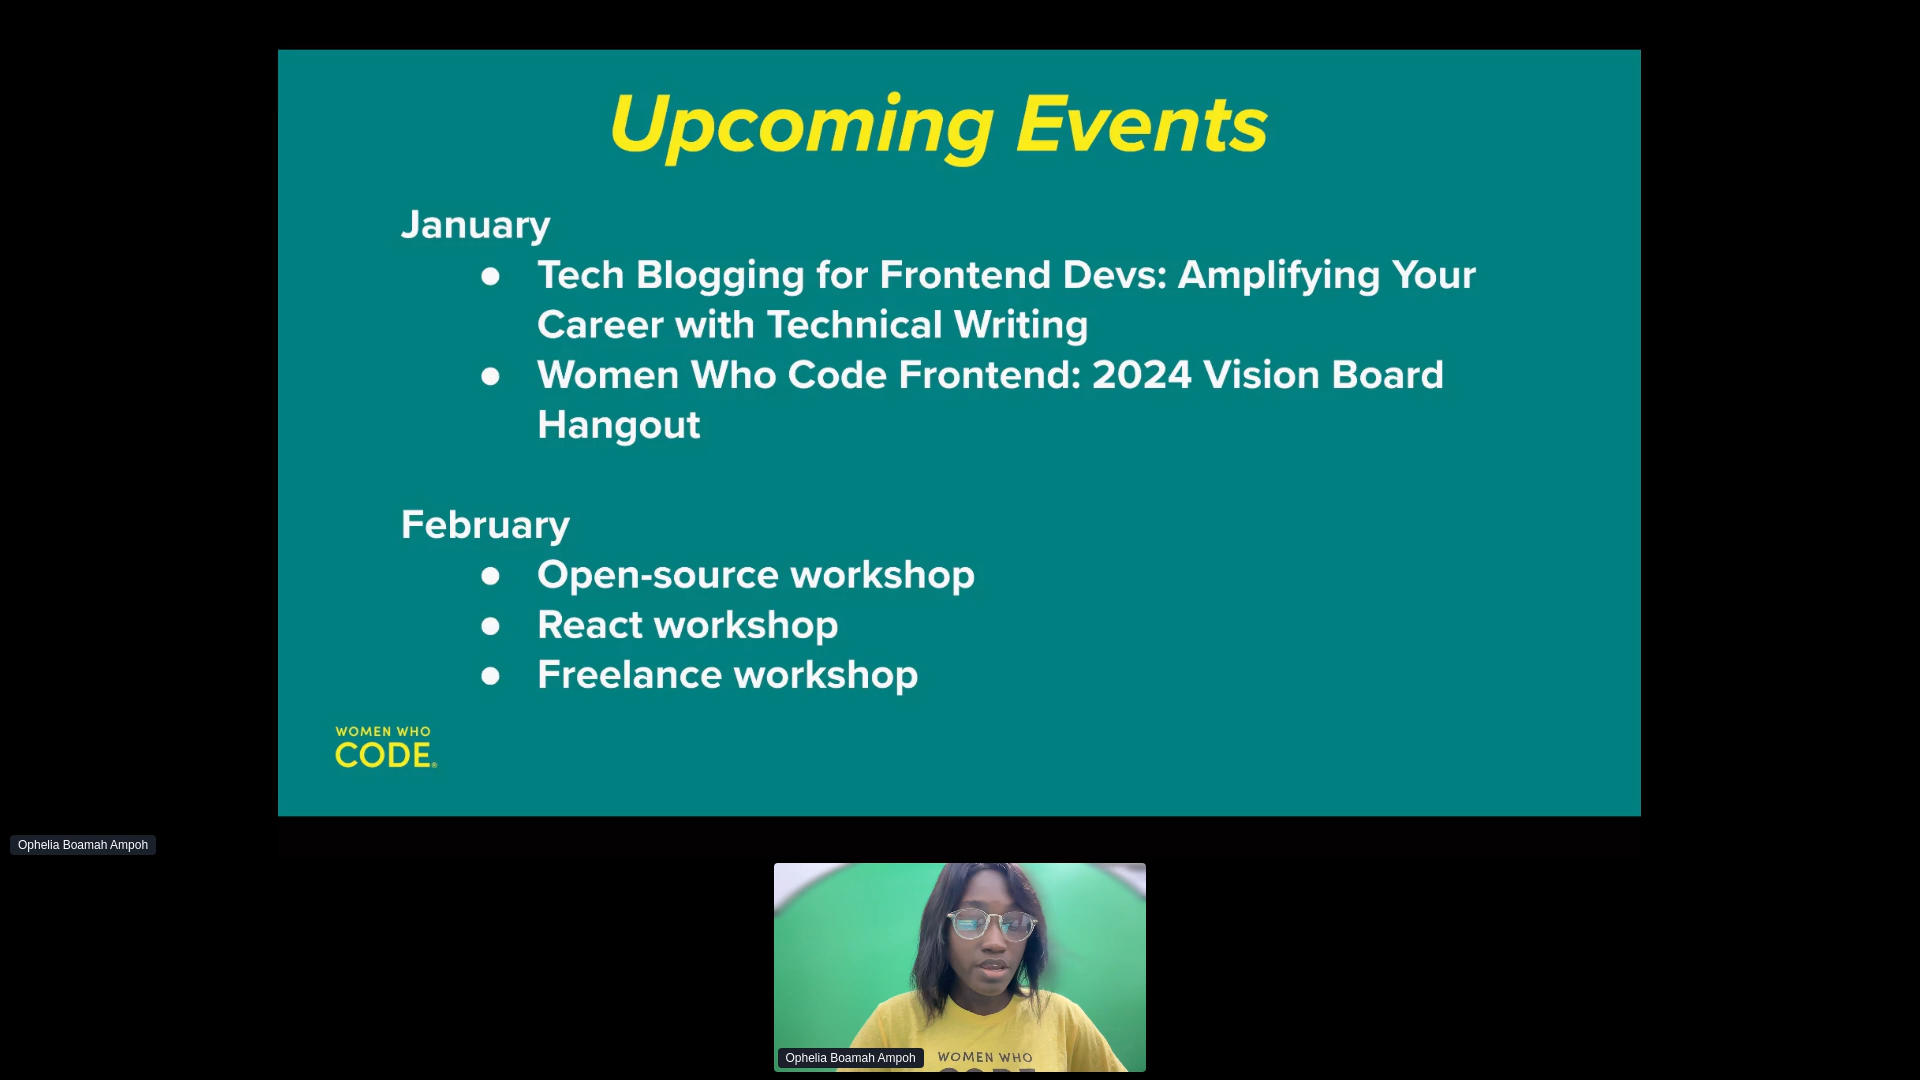 Upcoming Events
January
● Tech Blogging for Frontend Devs: Amplifying Your
Career with Technical Writing
● Women Who Code Frontend: 2024 Vision Board
Hangout
February
● Open-source workshop
● React workshop
● Freelance workshop
WOMEN WHO
CODE®
Ophelia Boamah Ampoh
Ophelia Boamah Ampoh
WOMEN WHO
CODE